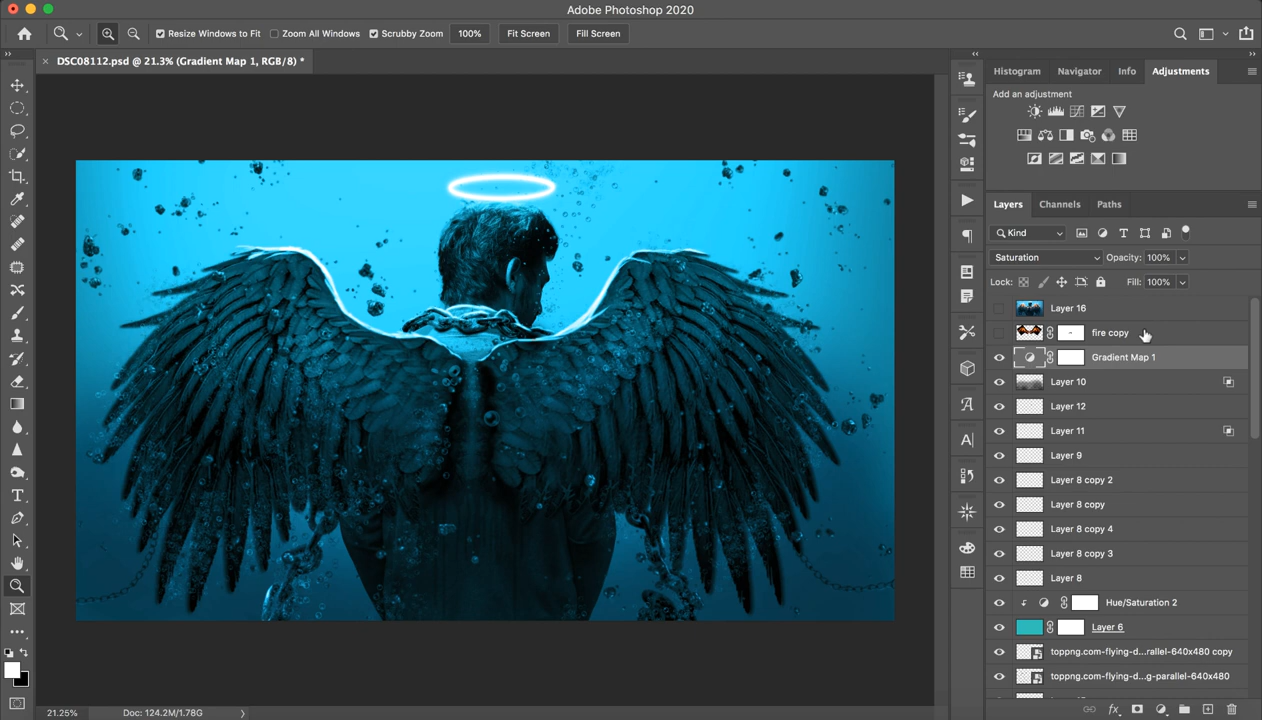 Adobe Photoshop 2020
Resize Windows to Fit Zoom All Windows Scrubby Zoom 100% Fit Screen Fill Screen
DSC08112.psd @ 21.3% (Gradient Map 1, RGB/8) *
Histogram Navigator Info Adjustments
Add an adjustment
Layers Channels Paths
Kind
Saturation Opacity: 100%
Lock: Fill: 100%
Layer 16
fire copy
Gradient Map 1
Layer 10
Layer 12
Layer 11
Layer 9
Layer 8 copy 2
Layer 8 copy
Layer 8 copy 4
Layer 8 copy 3
Layer 8
Hue/Saturation 2
Layer 6
toppng.com-flying-d...rallel-640x480 copy
toppng.com-flying-d...g-parallel-640x480
21.25% Doc: 124.2M/1.78G